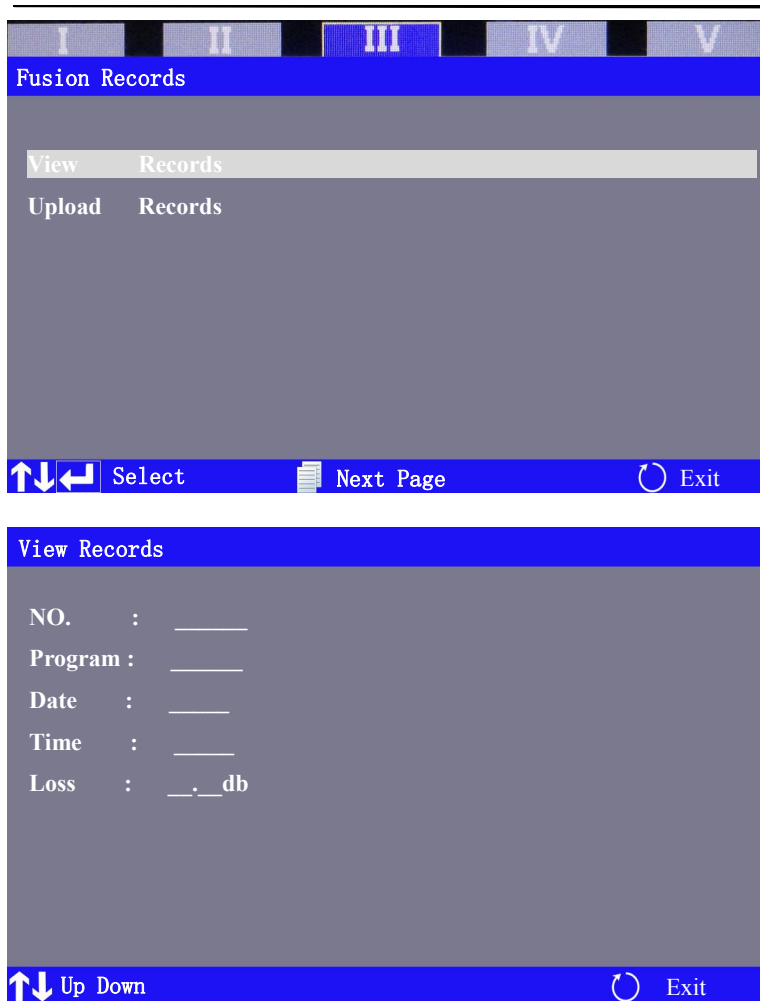 I II III IV V
Fusion Records
View Records
Upload Records
Select Next Page Exit
View Records
NO. : ______
Program : ______
Date : _____
Time : _____
Loss : __.__db
Up Down Exit